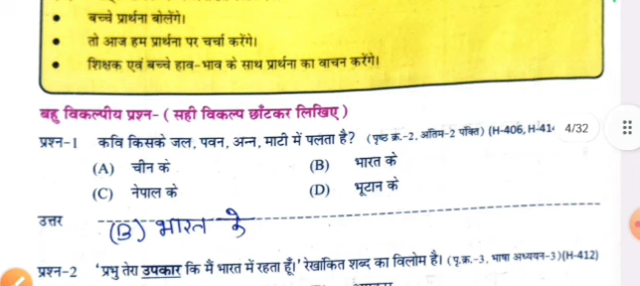 बच्चे प्रार्थना बोलेंगे।
तो आज हम प्रार्थना पर चर्चा करेंगे।
शिक्षक एवं बच्चे हाव-भाव के साथ प्रार्थना का वाचन करेंगे।
बहु विकल्पीय प्रश्न- ( सही विकल्प छाँटकर लिखिए )
प्रश्न-1 कवि किसके जल, पवन, अन्न, माटी में पलता है? (पृष्ठ क्र.-2, अंतिम-2 पंक्ति) (H-406, H-41
4/32
(A) चीन के (B) भारत के
(C) नेपाल के (D) भूटान के
उत्तर (B) भारत के
प्रश्न-2 'प्रभु तेरा उपकार कि मैं भारत में रहता हूँ।' रेखांकित शब्द का विलोम है। (पृ.क्र.-3, भाषा अध्ययन-3)(H-412)